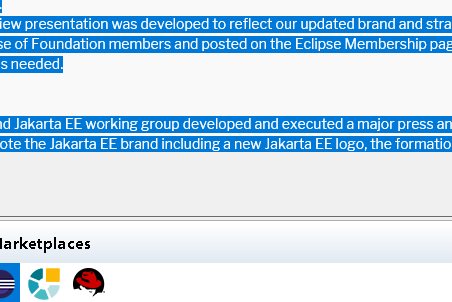 view presentation was developed to reflect our updated brand and stra
se of Foundation members and posted on the Eclipse Membership pag
s needed.
nd Jakarta EE working group developed and executed a major press an
ote the Jakarta EE brand including a new Jakarta EE logo, the formatio
Marketplaces